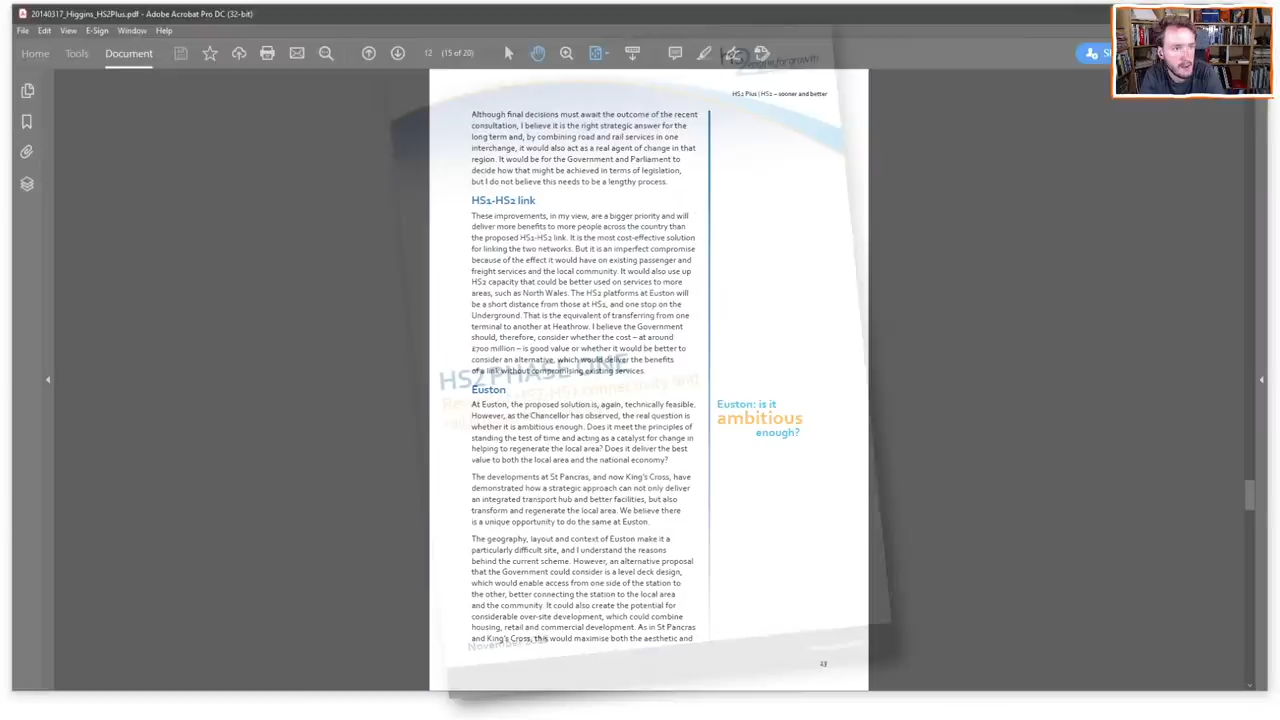 20140317_Higgins_HS2Plus.pdf - Adobe Acrobat Pro DC (32-bit)
File Edit View E-Sign Window Help
Home Tools Document 12 (15 of 20)
HS2 Plus | HS2 – sooner and better
Although final decisions must await the outcome of the recent
consultation, I believe it is the right strategic answer for the
long term and, by combining road and rail services in one
interchange, it would also act as a real agent of change in that
region. It would be for the Government and Parliament to
decide how that might be achieved in terms of legislation,
but I do not believe this needs to be a lengthy process.
HS1-HS2 link
These improvements, in my view, are a bigger priority and will
deliver more benefits to more people across the country than
the proposed HS1-HS2 link. It is the most cost-effective solution
for linking the two networks. But it is an imperfect compromise
because of the effect it would have on existing passenger and
freight services and the local community. It would also use up
HS2 capacity that could be better used on services to more
areas, such as North Wales. The HS2 platforms at Euston will
be a short distance from those at HS1, and one stop on the
Underground. That is the equivalent of transferring from one
terminal to another at Heathrow. I believe the Government
should, therefore, consider whether the cost – at around
£700 million – is good value or whether it would be better to
consider an alternative, which would deliver the benefits
of a link without compromising existing services.
HS2 PHASE ONE
HS2-HS1 connectivity and
Euston
At Euston, the proposed solution is, again, technically feasible.
However, as the Chancellor has observed, the real question is
whether it is ambitious enough. Does it meet the principles of
standing the test of time and acting as a catalyst for change in
helping to regenerate the local area? Does it deliver the best
value to both the local area and the national economy?
Euston: is it
ambitious
enough?
The developments at St Pancras, and now King's Cross, have
demonstrated how a strategic approach can not only deliver
an integrated transport hub and better facilities, but also
transform and regenerate the local area. We believe there
is a unique opportunity to do the same at Euston.
The geography, layout and context of Euston make it a
particularly difficult site, and I understand the reasons
behind the current scheme. However, an alternative proposal
that the Government could consider is a level deck design,
which would enable access from one side of the station to
the other, better connecting the station to the local area
and the community. It could also create the potential for
considerable over-site development, which could combine
housing, retail and commercial development. As in St Pancras
and King's Cross, this would maximise both the aesthetic and
November
13